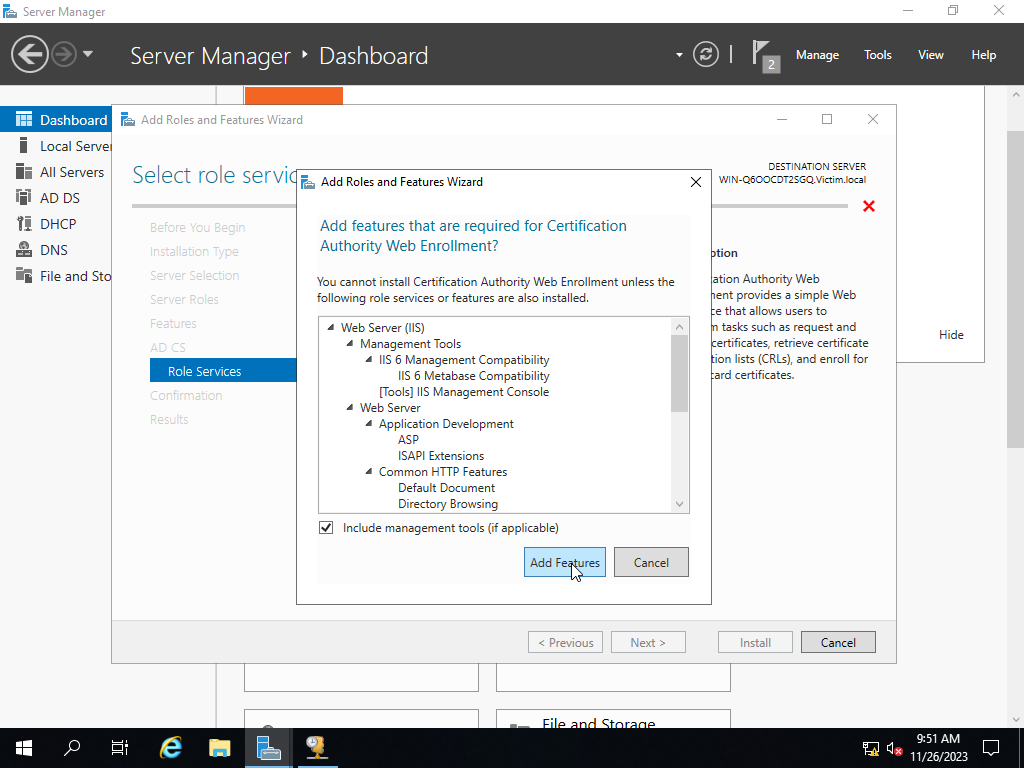 Server Manager
Server Manager ‣ Dashboard
2
Manage
Tools
View
Help
Dashboard
Local Server
All Servers
AD DS
DHCP
DNS
File and Sto
Add Roles and Features Wizard
Select role servic
DESTINATION SERVER
WIN-Q6OOCDT2SGQ.Victim.local
Before You Begin
Installation Type
Server Selection
Server Roles
Features
AD CS
Role Services
Confirmation
Results
Add Roles and Features Wizard
Add features that are required for Certification
Authority Web Enrollment?
You cannot install Certification Authority Web Enrollment unless the
following role services or features are also installed.
Web Server (IIS)
Management Tools
IIS 6 Management Compatibility
IIS 6 Metabase Compatibility
[Tools] IIS Management Console
Web Server
Application Development
ASP
ISAPI Extensions
Common HTTP Features
Default Document
Directory Browsing
Include management tools (if applicable)
Add Features
Cancel
ption
ation Authority Web
ment provides a simple Web
ce that allows users to
m tasks such as request and
certificates, retrieve certificate
tion lists (CRLs), and enroll for
card certificates.
Hide
< Previous
Next >
Install
Cancel
File and Storage
9:51 AM
11/26/2023